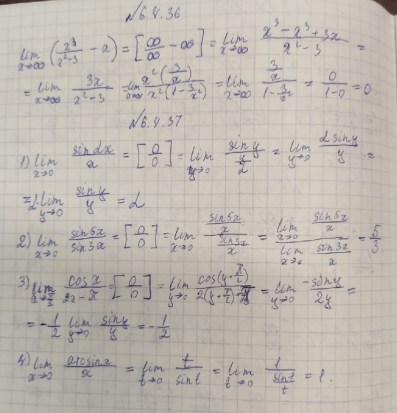 №6.4.36
lim x→∞ (x³/(x²-3) - x) = [∞/∞ - ∞] = lim x→∞ (x³-x³+3x)/(x²-3) =
= lim x→∞ 3x/(x²-3) = lim x→∞ x²(3/x)/x²(1-3/x²) = lim x→∞ (3/x)/(1-3/x²) = 0/(1-0) = 0.
№6.4.37
1) lim x→0 sin2x/x = [0/0] = lim y→0 sin y/(y/2) = lim y→0 2sin y/y =
= 2 lim y→0 sin y/y = 2
2) lim x→0 sin5x/sin3x = [0/0] = lim x→0 (sin5x/x)/(sin3x/x) = (lim x→0 sin5x/x)/(lim x→0 sin3x/x) = 5/3
3) lim x→π/2 cos x/(2x-π) = [0/0] = lim y→0 cos(y+π/2)/(2(y+π/2)-π) = lim y→0 -sin y/2y =
= -1/2 lim y→0 sin y/y = -1/2
4) lim x→0 arcsin x/x = lim t→0 t/sin t = lim t→0 1/(sin t/t) = 1.